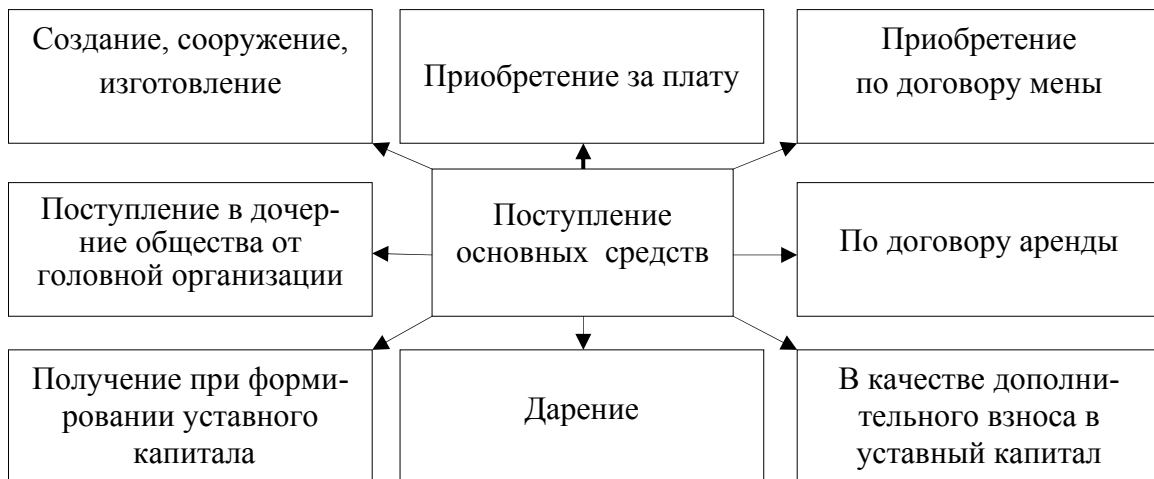 Создание, сооружение,
изготовление
Приобретение за плату
Приобретение
по договору мены
Поступление в дочер-
ние общества от
головной организации
Поступление
основных средств
По договору аренды
Получение при форми-
ровании уставного
капитала
Дарение
В качестве дополни-
тельного взноса в
уставный капитал